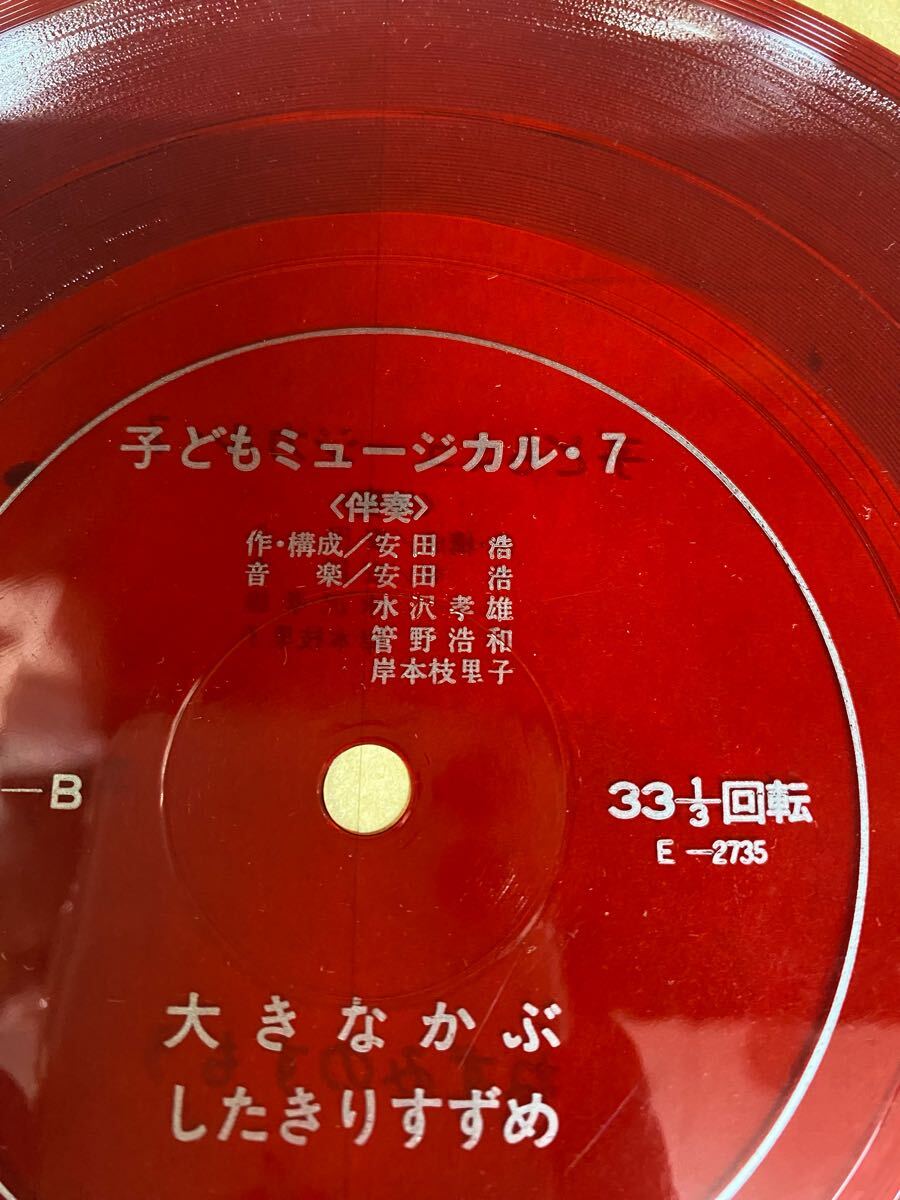 子どもミュージカル・7
〈伴奏〉
作・構成／安田 浩
音 楽／安田 浩
水沢孝雄
管野浩和
岸本枝里子
—B
33⅓回転
E—2735
大きなかぶ
したきりすずめ